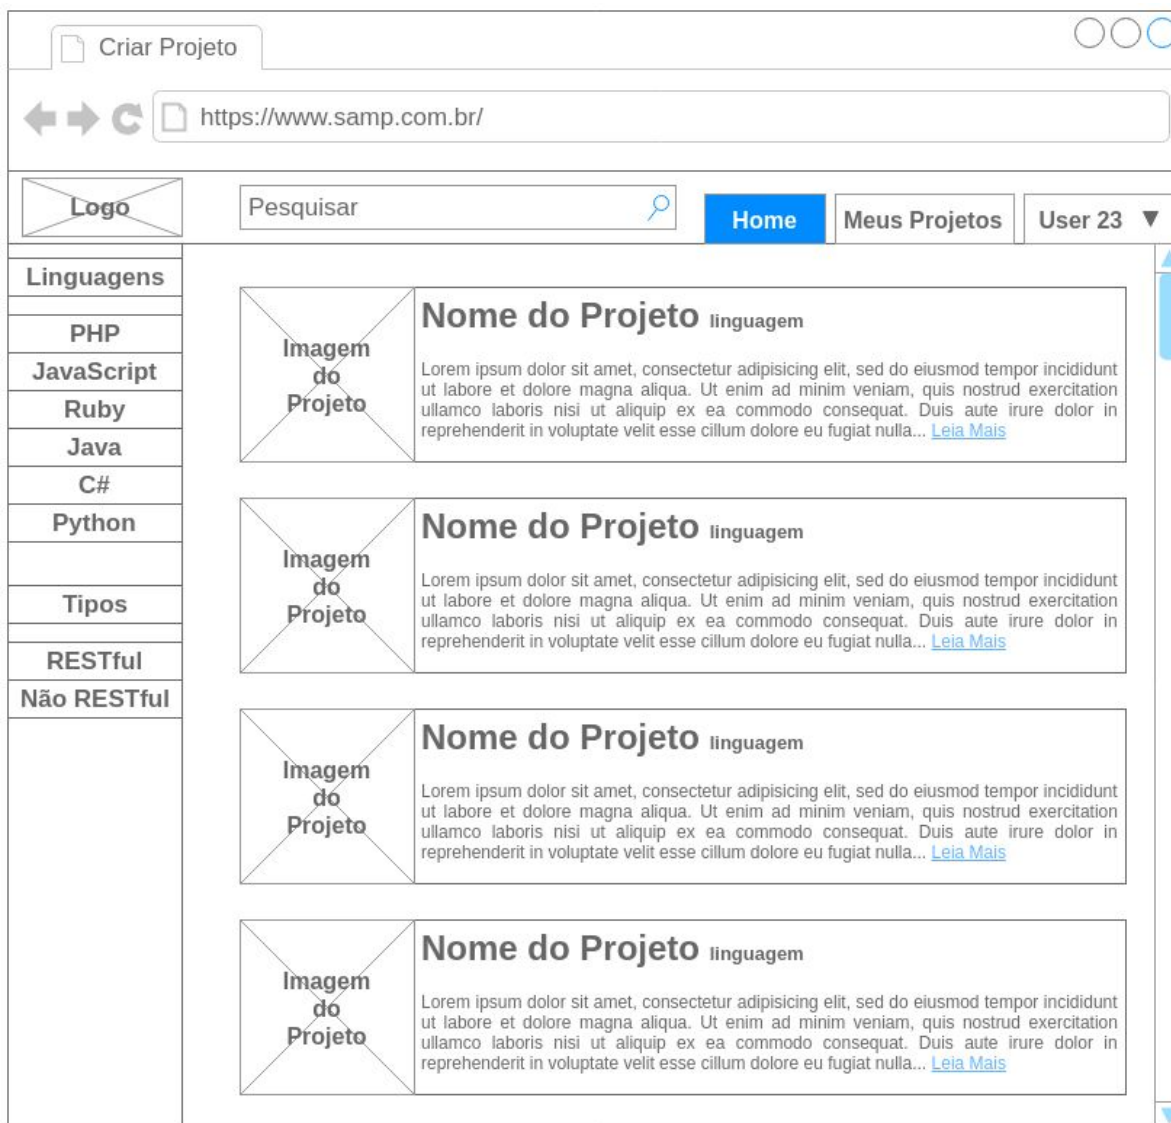 Criar Projeto
https://www.samp.com.br/
Logo
Pesquisar
Home
Meus Projetos
User 23 ▼
Linguagens
PHP
JavaScript
Ruby
Java
C#
Python
Tipos
RESTful
Não RESTful
Imagem
do
Projeto
Nome do Projeto linguagem
Lorem ipsum dolor sit amet, consectetur adipisicing elit, sed do eiusmod tempor incididunt
ut labore et dolore magna aliqua. Ut enim ad minim veniam, quis nostrud exercitation
ullamco laboris nisi ut aliquip ex ea commodo consequat. Duis aute irure dolor in
reprehenderit in voluptate velit esse cillum dolore eu fugiat nulla... Leia Mais
Imagem
do
Projeto
Nome do Projeto linguagem
Lorem ipsum dolor sit amet, consectetur adipisicing elit, sed do eiusmod tempor incididunt
ut labore et dolore magna aliqua. Ut enim ad minim veniam, quis nostrud exercitation
ullamco laboris nisi ut aliquip ex ea commodo consequat. Duis aute irure dolor in
reprehenderit in voluptate velit esse cillum dolore eu fugiat nulla... Leia Mais
Imagem
do
Projeto
Nome do Projeto linguagem
Lorem ipsum dolor sit amet, consectetur adipisicing elit, sed do eiusmod tempor incididunt
ut labore et dolore magna aliqua. Ut enim ad minim veniam, quis nostrud exercitation
ullamco laboris nisi ut aliquip ex ea commodo consequat. Duis aute irure dolor in
reprehenderit in voluptate velit esse cillum dolore eu fugiat nulla... Leia Mais
Imagem
do
Projeto
Nome do Projeto linguagem
Lorem ipsum dolor sit amet, consectetur adipisicing elit, sed do eiusmod tempor incididunt
ut labore et dolore magna aliqua. Ut enim ad minim veniam, quis nostrud exercitation
ullamco laboris nisi ut aliquip ex ea commodo consequat. Duis aute irure dolor in
reprehenderit in voluptate velit esse cillum dolore eu fugiat nulla... Leia Mais